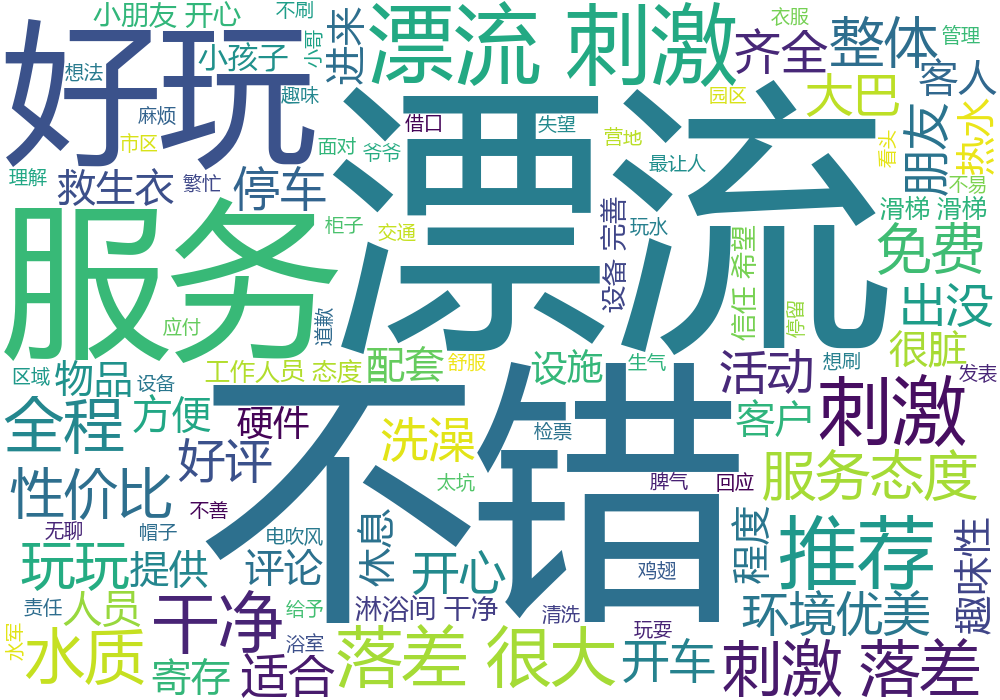 小朋友 开心
不刷
好玩
想法
小孩子
小哥
进来
漂流 刺激
齐全
整体
衣服
管理
客人
趣味
麻烦
借口
失望
园区
大巴
朋友
热水
市区
面对
爷爷
营地
最让人
看头
理解
救生衣
繁忙
停车
漂流
不易
滑梯 滑梯
服务
柜子
交通
玩水
设备 完善
信任 希望
免费
停留
出没
应付
道歉
很脏
区域
物品
设备
工作人员 态度
配套
舒服
设施
生气
活动
想刷
发表
全程
方便
硬件
不错
洗澡
检票
客户
刺激
好评
性价比
太坑
脾气
回应
服务态度
不善
无聊
帽子
电吹风
休息
程度
推荐
趣味性
玩玩
提供
评论
开心
鸡翅
责任
人员
给予
淋浴间 干净
清洗
环境优美
水军
水质
干净
浴室
玩耍
寄存
适合
落差 很大
开车
刺激 落差